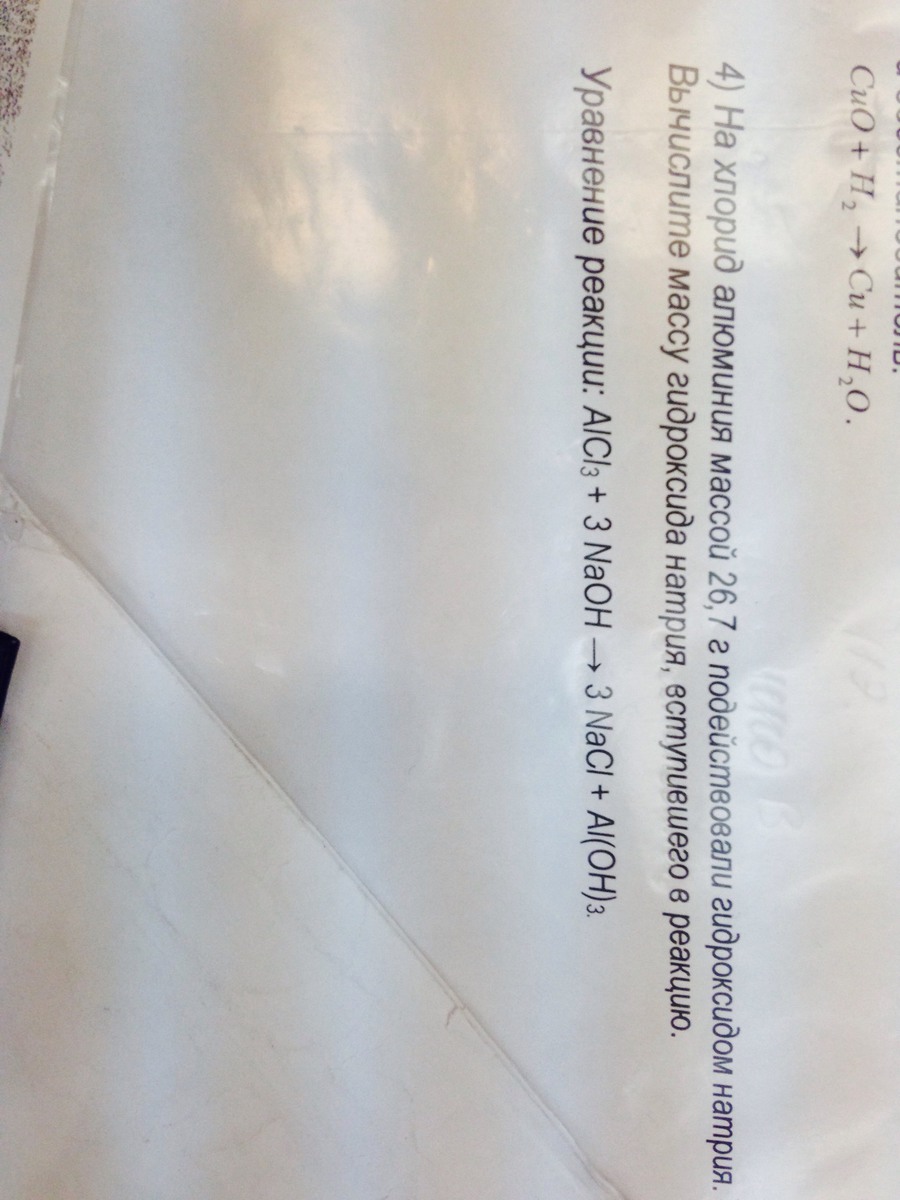 CuO + H₂ → Cu + H₂O.
4) На хлорид алюминия массой 26,7 г подействовали гидроксидом натрия.
Вычислите массу гидроксида натрия, вступившего в реакцию.
Уравнение реакции: AlCl₃ + 3 NaOH → 3 NaCl + Al(OH)₃.